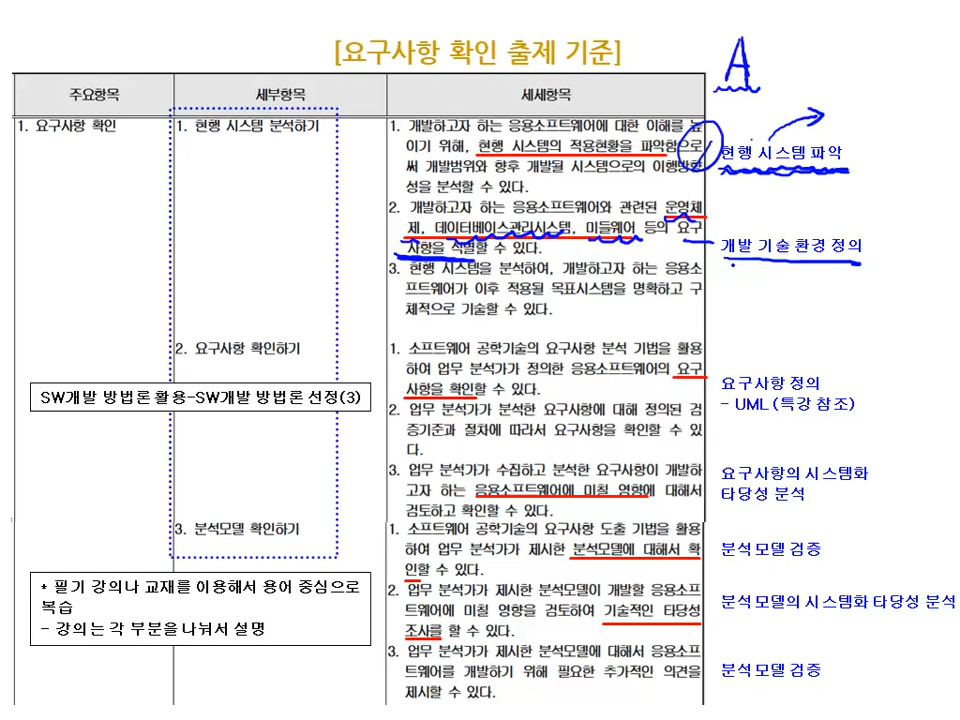 [요구사항 확인 출제 기준]
A
주요항목
세부항목
세세항목
1. 요구사항 확인
1. 현행 시스템 분석하기
1. 개발하고자 하는 응용소프트웨어에 대한 이해를 높
이기 위해, 현행 시스템의 적용현황을 파악함으로
써 개발범위와 향후 개발될 시스템으로의 이행방향
성을 분석할 수 있다.
현행 시스템 파악
2. 개발하고자 하는 응용소프트웨어와 관련된 운영체
제, 데이터베이스관리시스템, 미들웨어 등의 요구
사항을 식별할 수 있다.
개발 기술 환경 정의
3. 현행 시스템을 분석하여, 개발하고자 하는 응용소
프트웨어가 이후 적용될 목표시스템을 명확하고 구
체적으로 기술할 수 있다.
2. 요구사항 확인하기
1. 소프트웨어 공학기술의 요구사항 분석 기법을 활용
하여 업무 분석가가 정의한 응용소프트웨어의 요구
사항을 확인할 수 있다.
요구사항 정의
- UML (특강 참조)
SW개발 방법론 활용-SW개발 방법론 선정(3)
2. 업무 분석가가 분석한 요구사항에 대해 정의된 검
증기준과 절차에 따라서 요구사항을 확인할 수 있
다.
3. 업무 분석가가 수집하고 분석한 요구사항이 개발하
고자 하는 응용소프트웨어에 미칠 영향에 대해서
검토하고 확인할 수 있다.
요구사항의 시스템화
타당성 분석
3. 분석모델 확인하기
1. 소프트웨어 공학기술의 요구사항 도출 기법을 활용
하여 업무 분석가가 제시한 분석모델에 대해서 확
인할 수 있다.
분석모델 검증
* 필기 강의나 교재를 이용해서 용어 중심으로
복습
- 강의는 각 부분을 나눠서 설명
2. 업무 분석가가 제시한 분석모델이 개발할 응용소프
트웨어에 미칠 영향을 검토하여 기술적인 타당성
조사를 할 수 있다.
분석모델의 시스템화 타당성 분석
3. 업무 분석가가 제시한 분석모델에 대해서 응용소프
트웨어를 개발하기 위해 필요한 추가적인 의견을
제시할 수 있다.
분석모델 검증